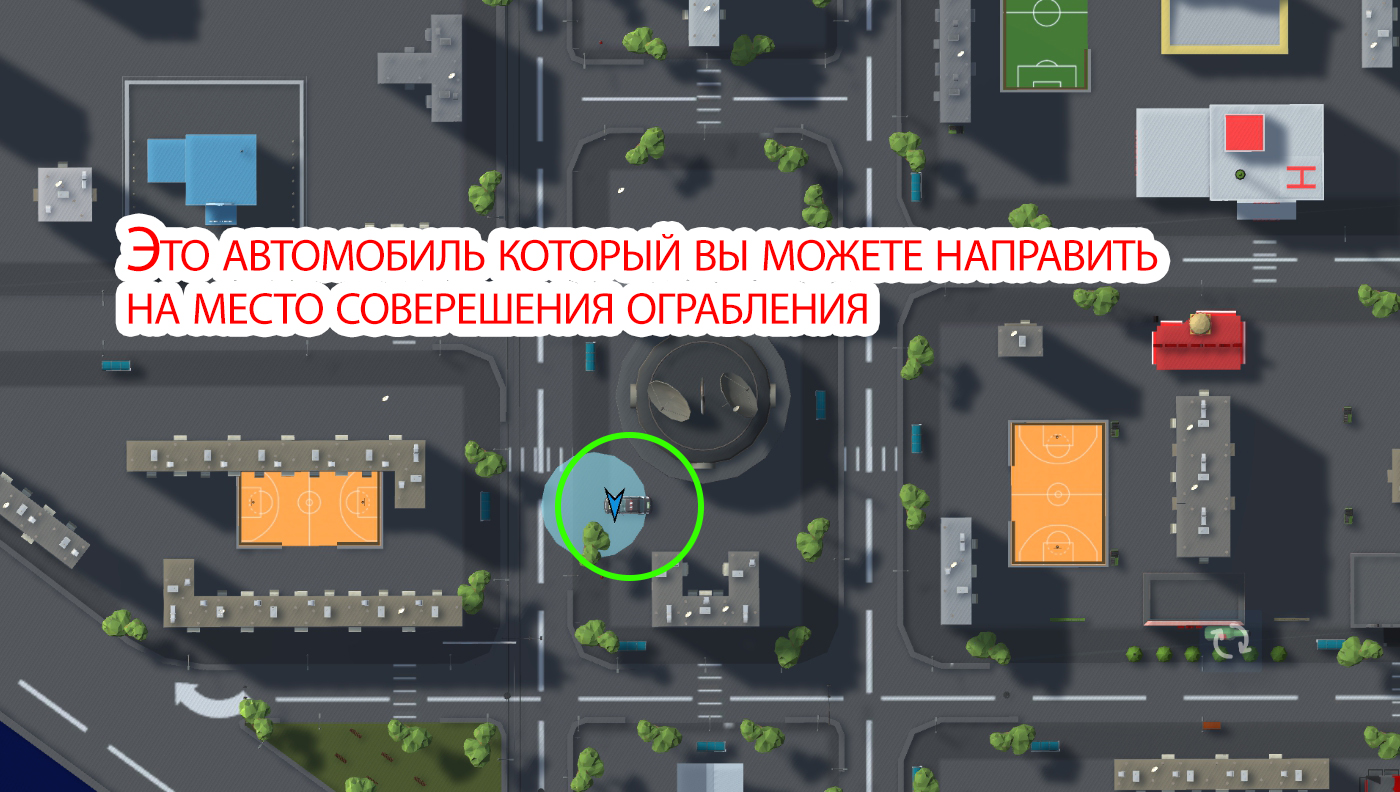 Это автомобиль который вы можете направить
на место соверешения ограбления